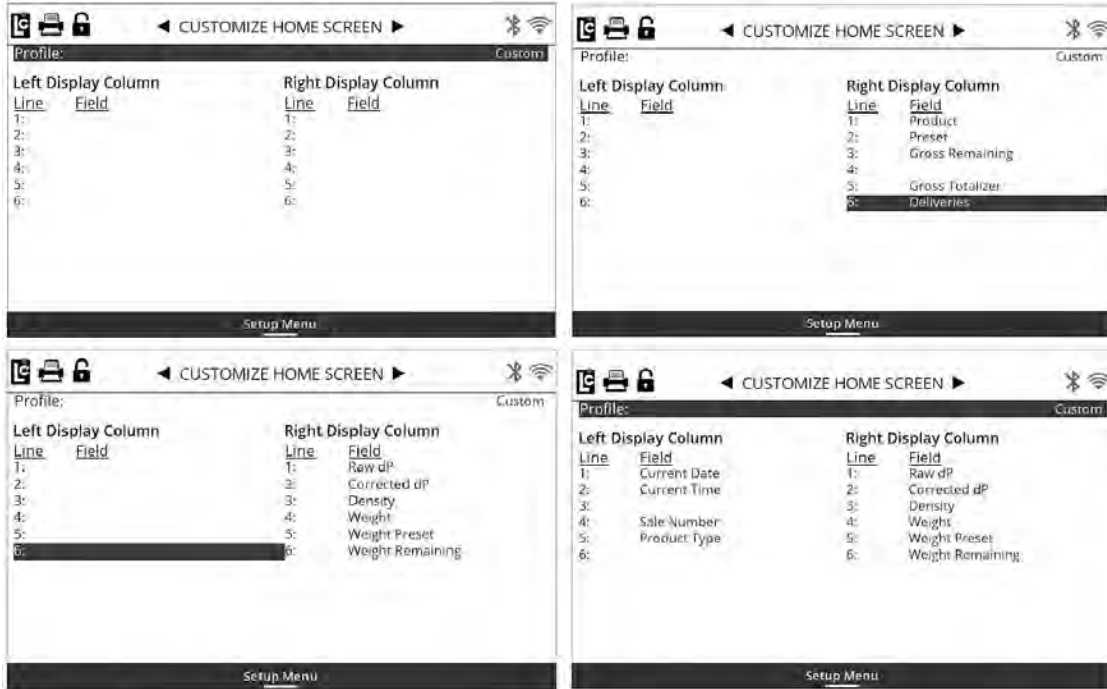 LC ◄ CUSTOMIZE HOME SCREEN ►
Profile: Custom
Left Display Column Right Display Column
Line Field Line Field
1: 1:
2: 2:
3: 3:
4: 4:
5: 5:
6: 6:
Setup Menu
LC ◄ CUSTOMIZE HOME SCREEN ►
Profile: Custom
Left Display Column Right Display Column
Line Field Line Field
1: 1: Product
2: 2: Preset
3: 3: Gross Remaining
4: 4:
5: 5: Gross Totalizer
6: 6: Deliveries
Setup Menu
LC ◄ CUSTOMIZE HOME SCREEN ►
Profile: Custom
Left Display Column Right Display Column
Line Field Line Field
1: 1: Raw dP
2: 2: Corrected dP
3: 3: Density
4: 4: Weight
5: 5: Weight Preset
6: 6: Weight Remaining
Setup Menu
LC ◄ CUSTOMIZE HOME SCREEN ►
Profile: Custom
Left Display Column Right Display Column
Line Field Line Field
1: Current Date 1: Raw dP
2: Current Time 2: Corrected dP
3: 3: Density
4: Sale Number 4: Weight
5: Product Type 5: Weight Preset
6: 6: Weight Remaining
Setup Menu